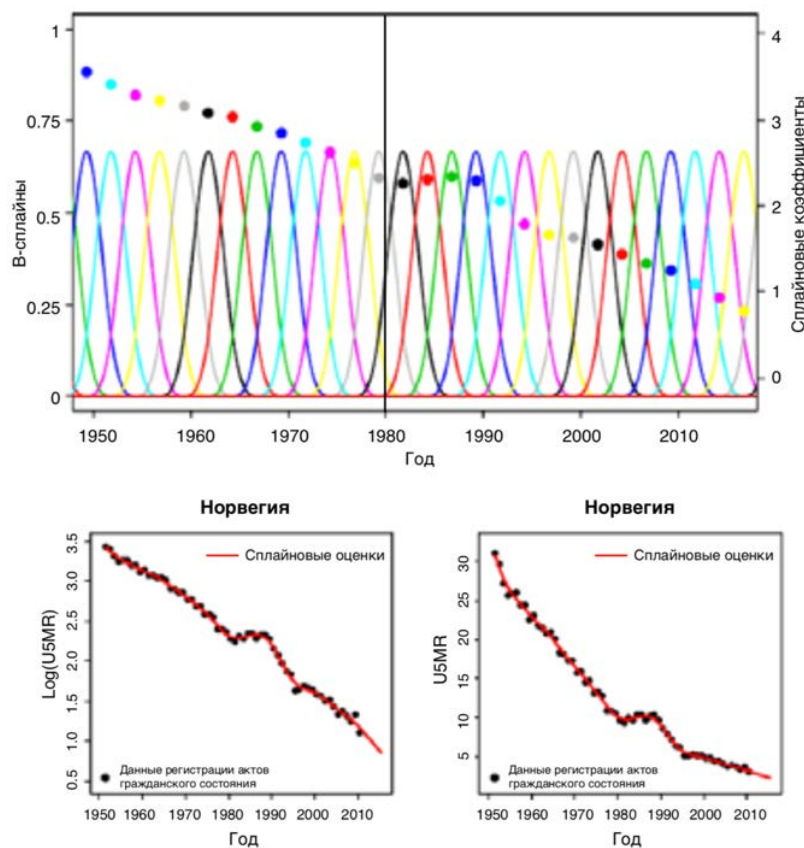 1
0.75
0.5
0.25
0
В-сплайны
4
3
2
1
0
Сплайновые коэффициенты
1950 1960 1970 1980 1990 2000 2010
Год
Норвегия
3.5
3.0
2.5
2.0
1.5
1.0
0.5
Log(U5MR)
Сплайновые оценки
Данные регистрации актов
гражданского состояния
1950 1960 1970 1980 1990 2000 2010
Год
Норвегия
30
25
20
15
10
5
U5MR
Сплайновые оценки
Данные регистрации актов
гражданского состояния
1950 1960 1970 1980 1990 2000 2010
Год